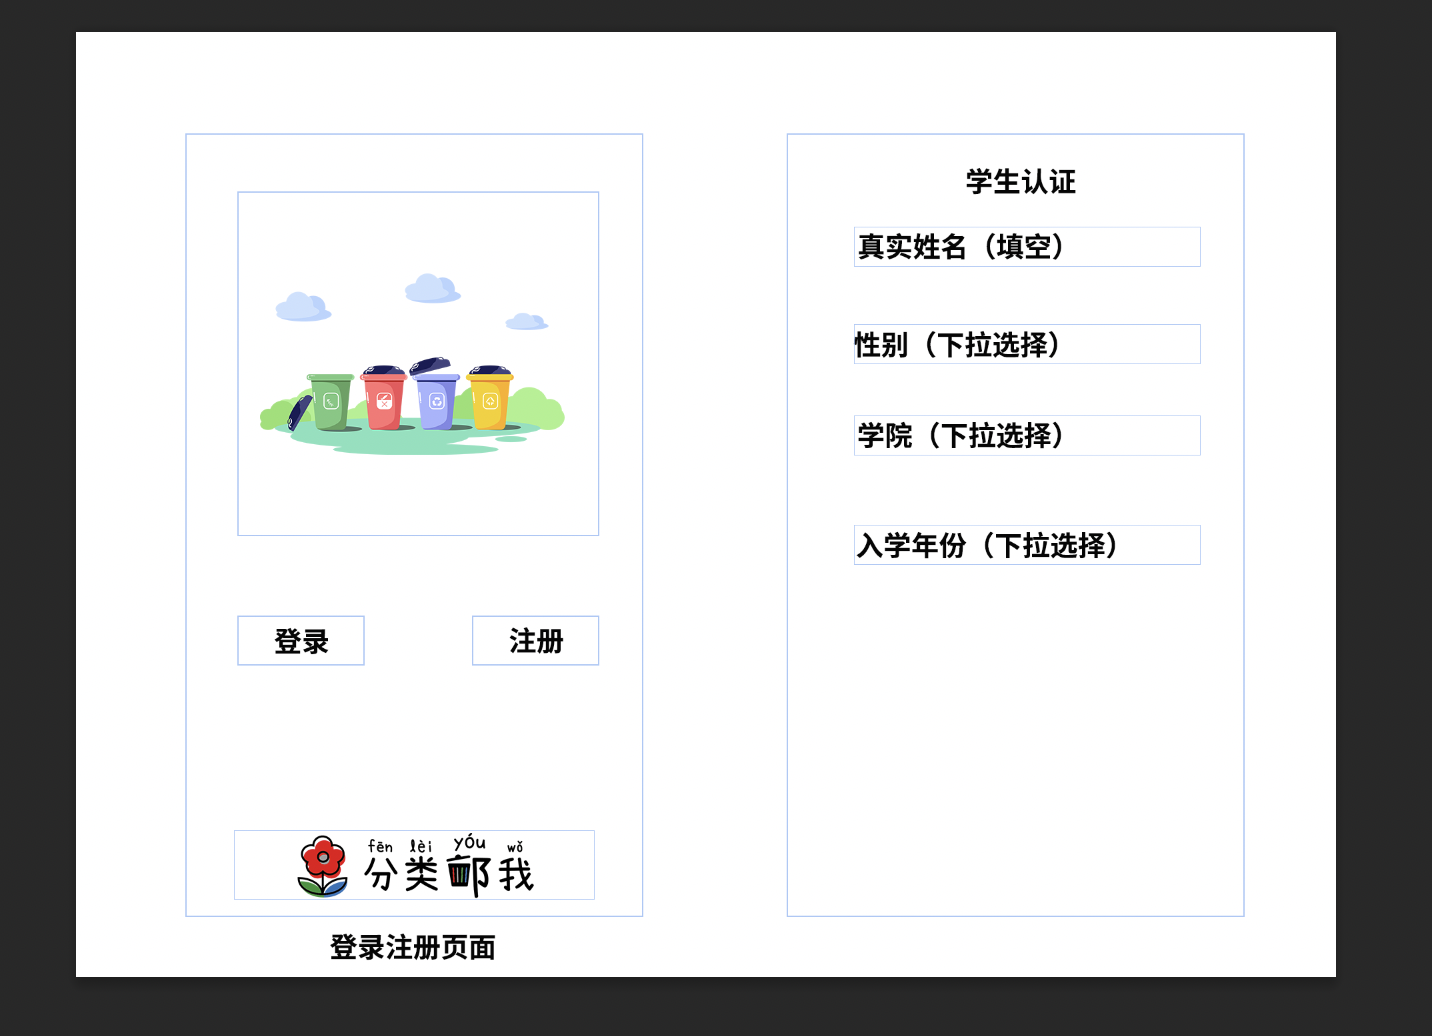 登录
注册
fēn lèi yóu wǒ
分类邮我
登录注册页面
学生认证
真实姓名（填空）
性别（下拉选择）
学院（下拉选择）
入学年份（下拉选择）